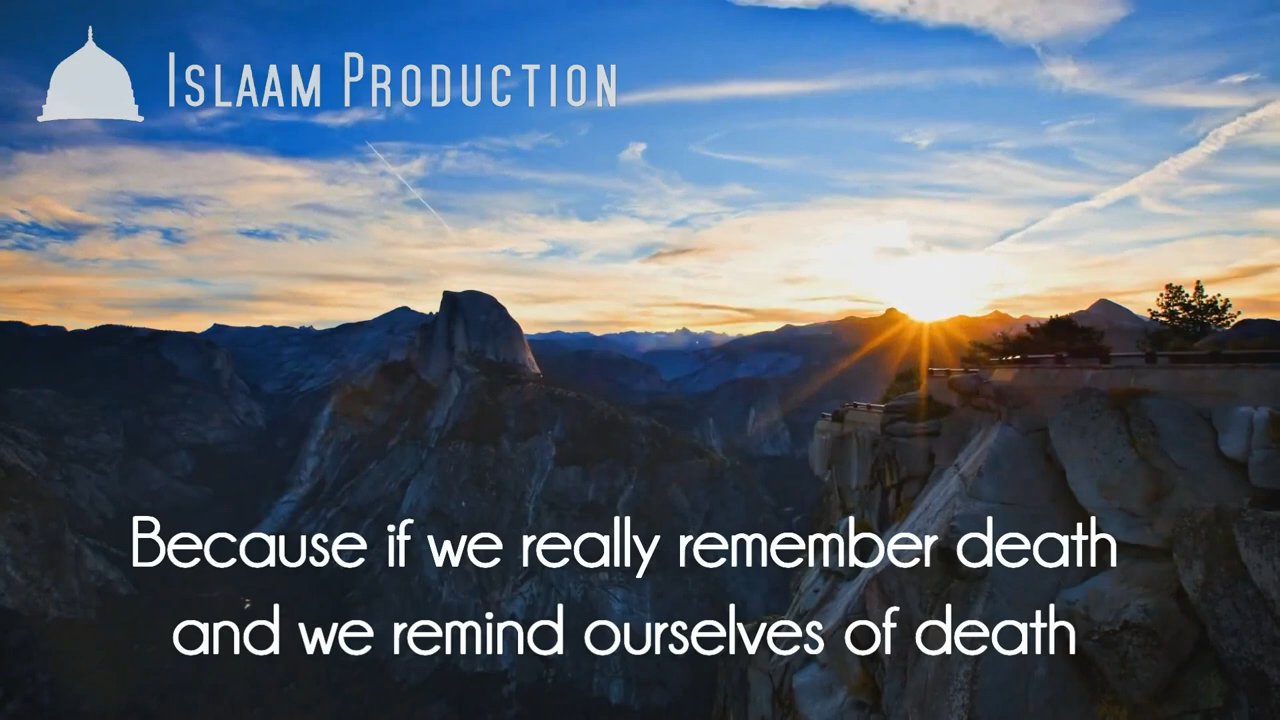 Islaam Production
Because if we really remember death
and we remind ourselves of death